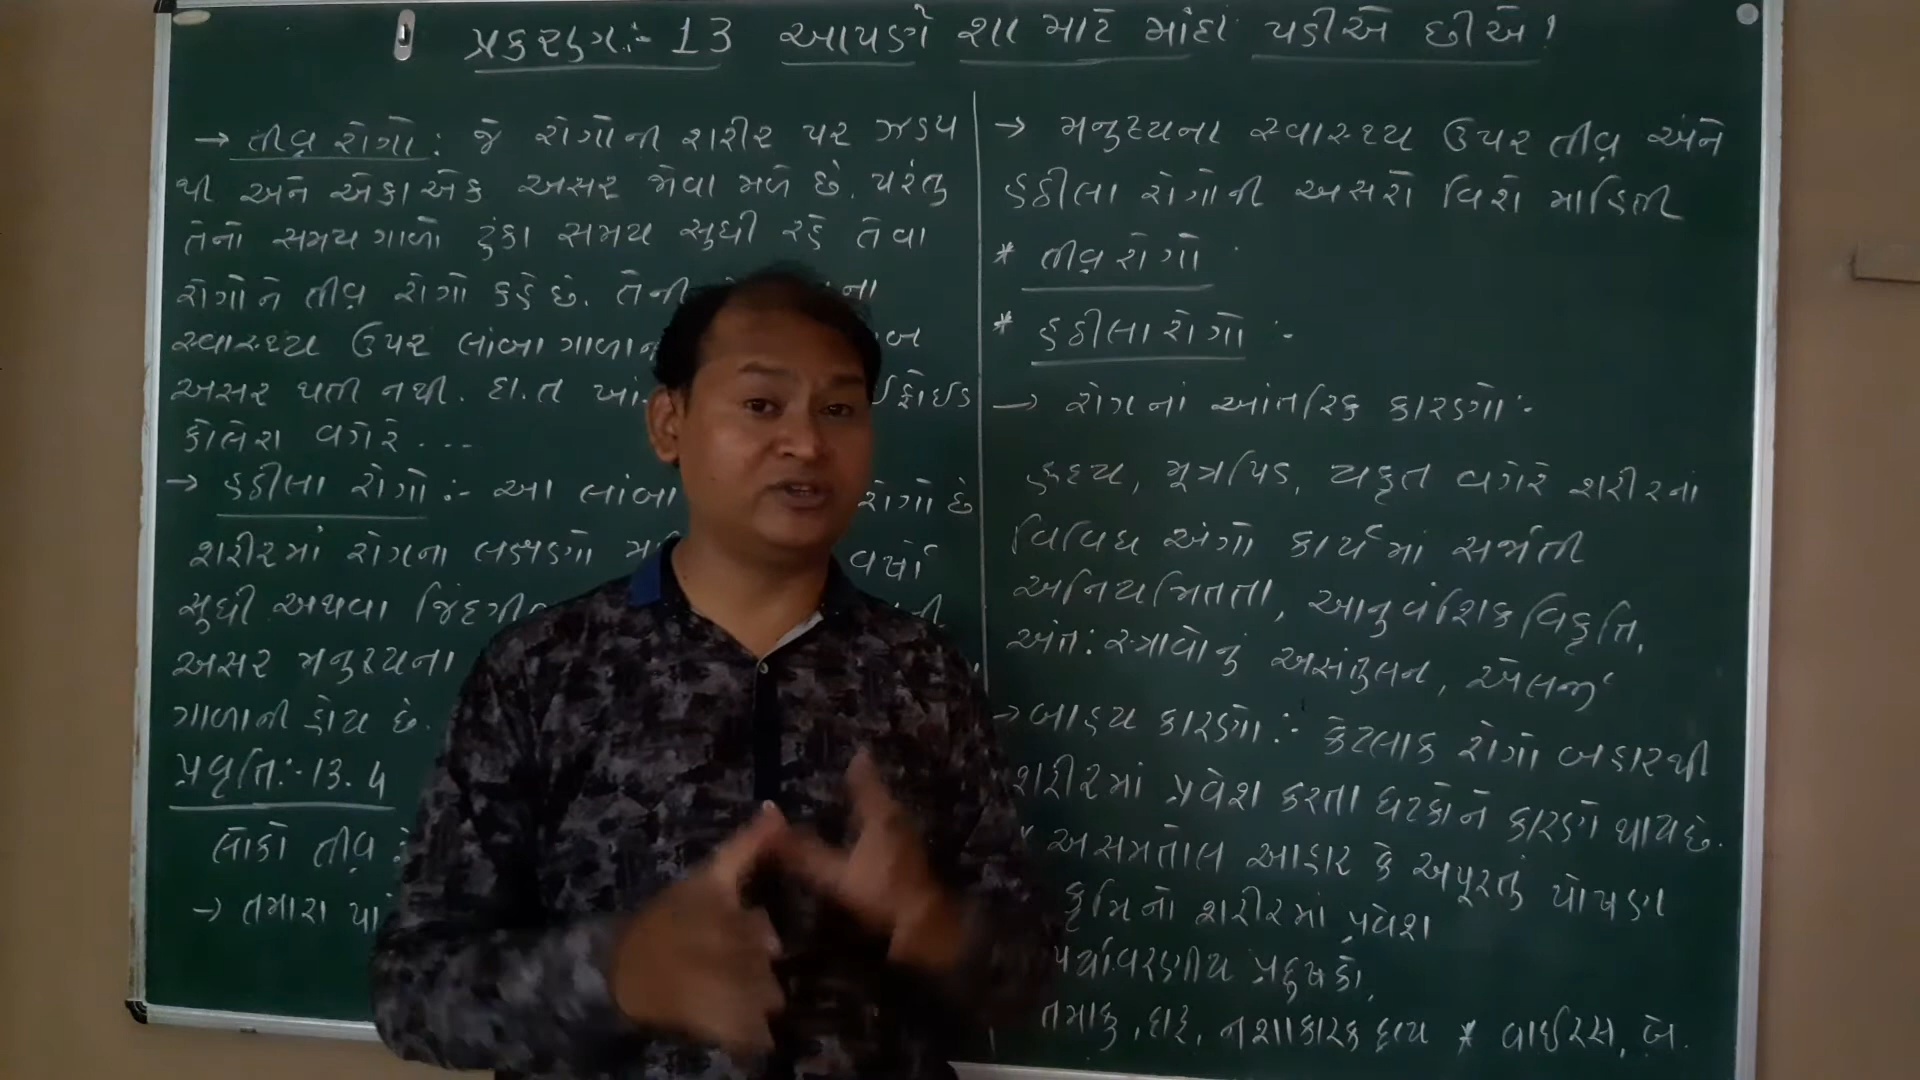 પ્રકરણ:- 13 આપણે શા માટે માંદા પડીએ છીએ !
→ તીવ્ર રોગો : જે રોગોની શરીર પર ઝડપ
થી અને એકાએક અસર જોવા મળે છે. પરંતુ
તેનો સમયગાળો ટુંકા સમય સુધી રહે તેવા
રોગોને તીવ્ર રોગો કહે છે. તેની
સ્વાસ્થ્ય ઉપર લાંબાગાળાન
અસર થતી નથી. દા.ત
કોલેરા વગેરે ...
→ હઠીલા રોગો :- આ લાંબા રોગો છે
શરીરમાં રોગના લક્ષણો વર્ષો
સુધી અથવા
અસર મનુષ્યના
ગાળાની હોય છે.
પ્રવૃત્તિ:- 13.4
લોકો તીવ્ર
→ તમારા
→ મનુષ્યના સ્વાસ્થ્ય ઉપર તીવ્ર અને
હઠીલા રોગોની અસરો વિશે માહિતી
* તીવ્ર રોગો :
* હઠીલા રોગો :-
→ રોગનાં આંતરિક કારણો :-
હૃદય, મૂત્રપિંડ, યકૃત વગેરે શરીરનાં
વિવિધ અંગો કાર્યમાં સર્જાતી
અનિયમિતતા, આનુવંશિક વિકૃતિ,
અંત: સ્ત્રાવોનું અસંતુલન, એલર્જી
→ બાહ્ય કારણો :- કેટલાક રોગો બહારથી
શરીરમાં પ્રવેશ કરતા ઘટકોને કારણે થાય છે.
* અસમતોલ આહાર કે અપૂરતું પોષણ
કૃમિનો શરીરમાં પ્રવેશ
પર્યાવરણીય પ્રદુષકો,
તમાકુ, દારૂ, નશાકારક દ્રવ્ય * વાઈરસ, બે.